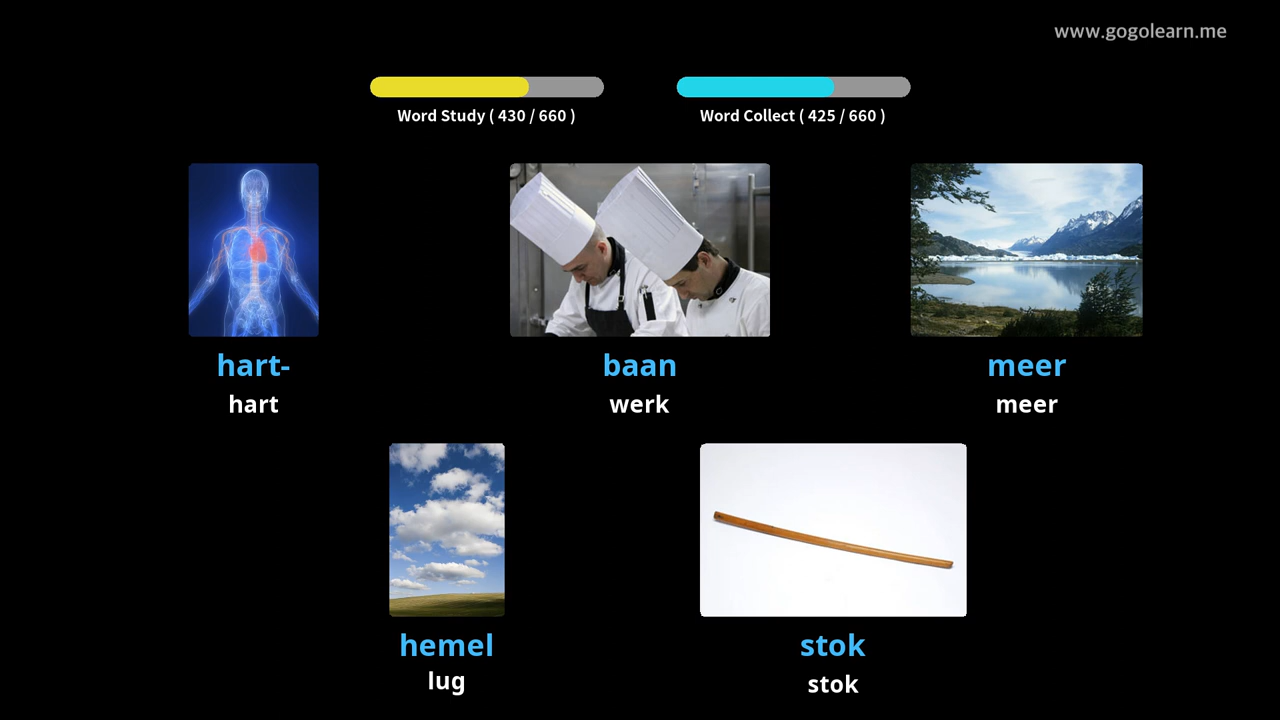 www.gogolearn.me
Word Study ( 430 / 660 )
Word Collect ( 425 / 660 )
hart-
hart
baan
werk
meer
meer
hemel
lug
stok
stok